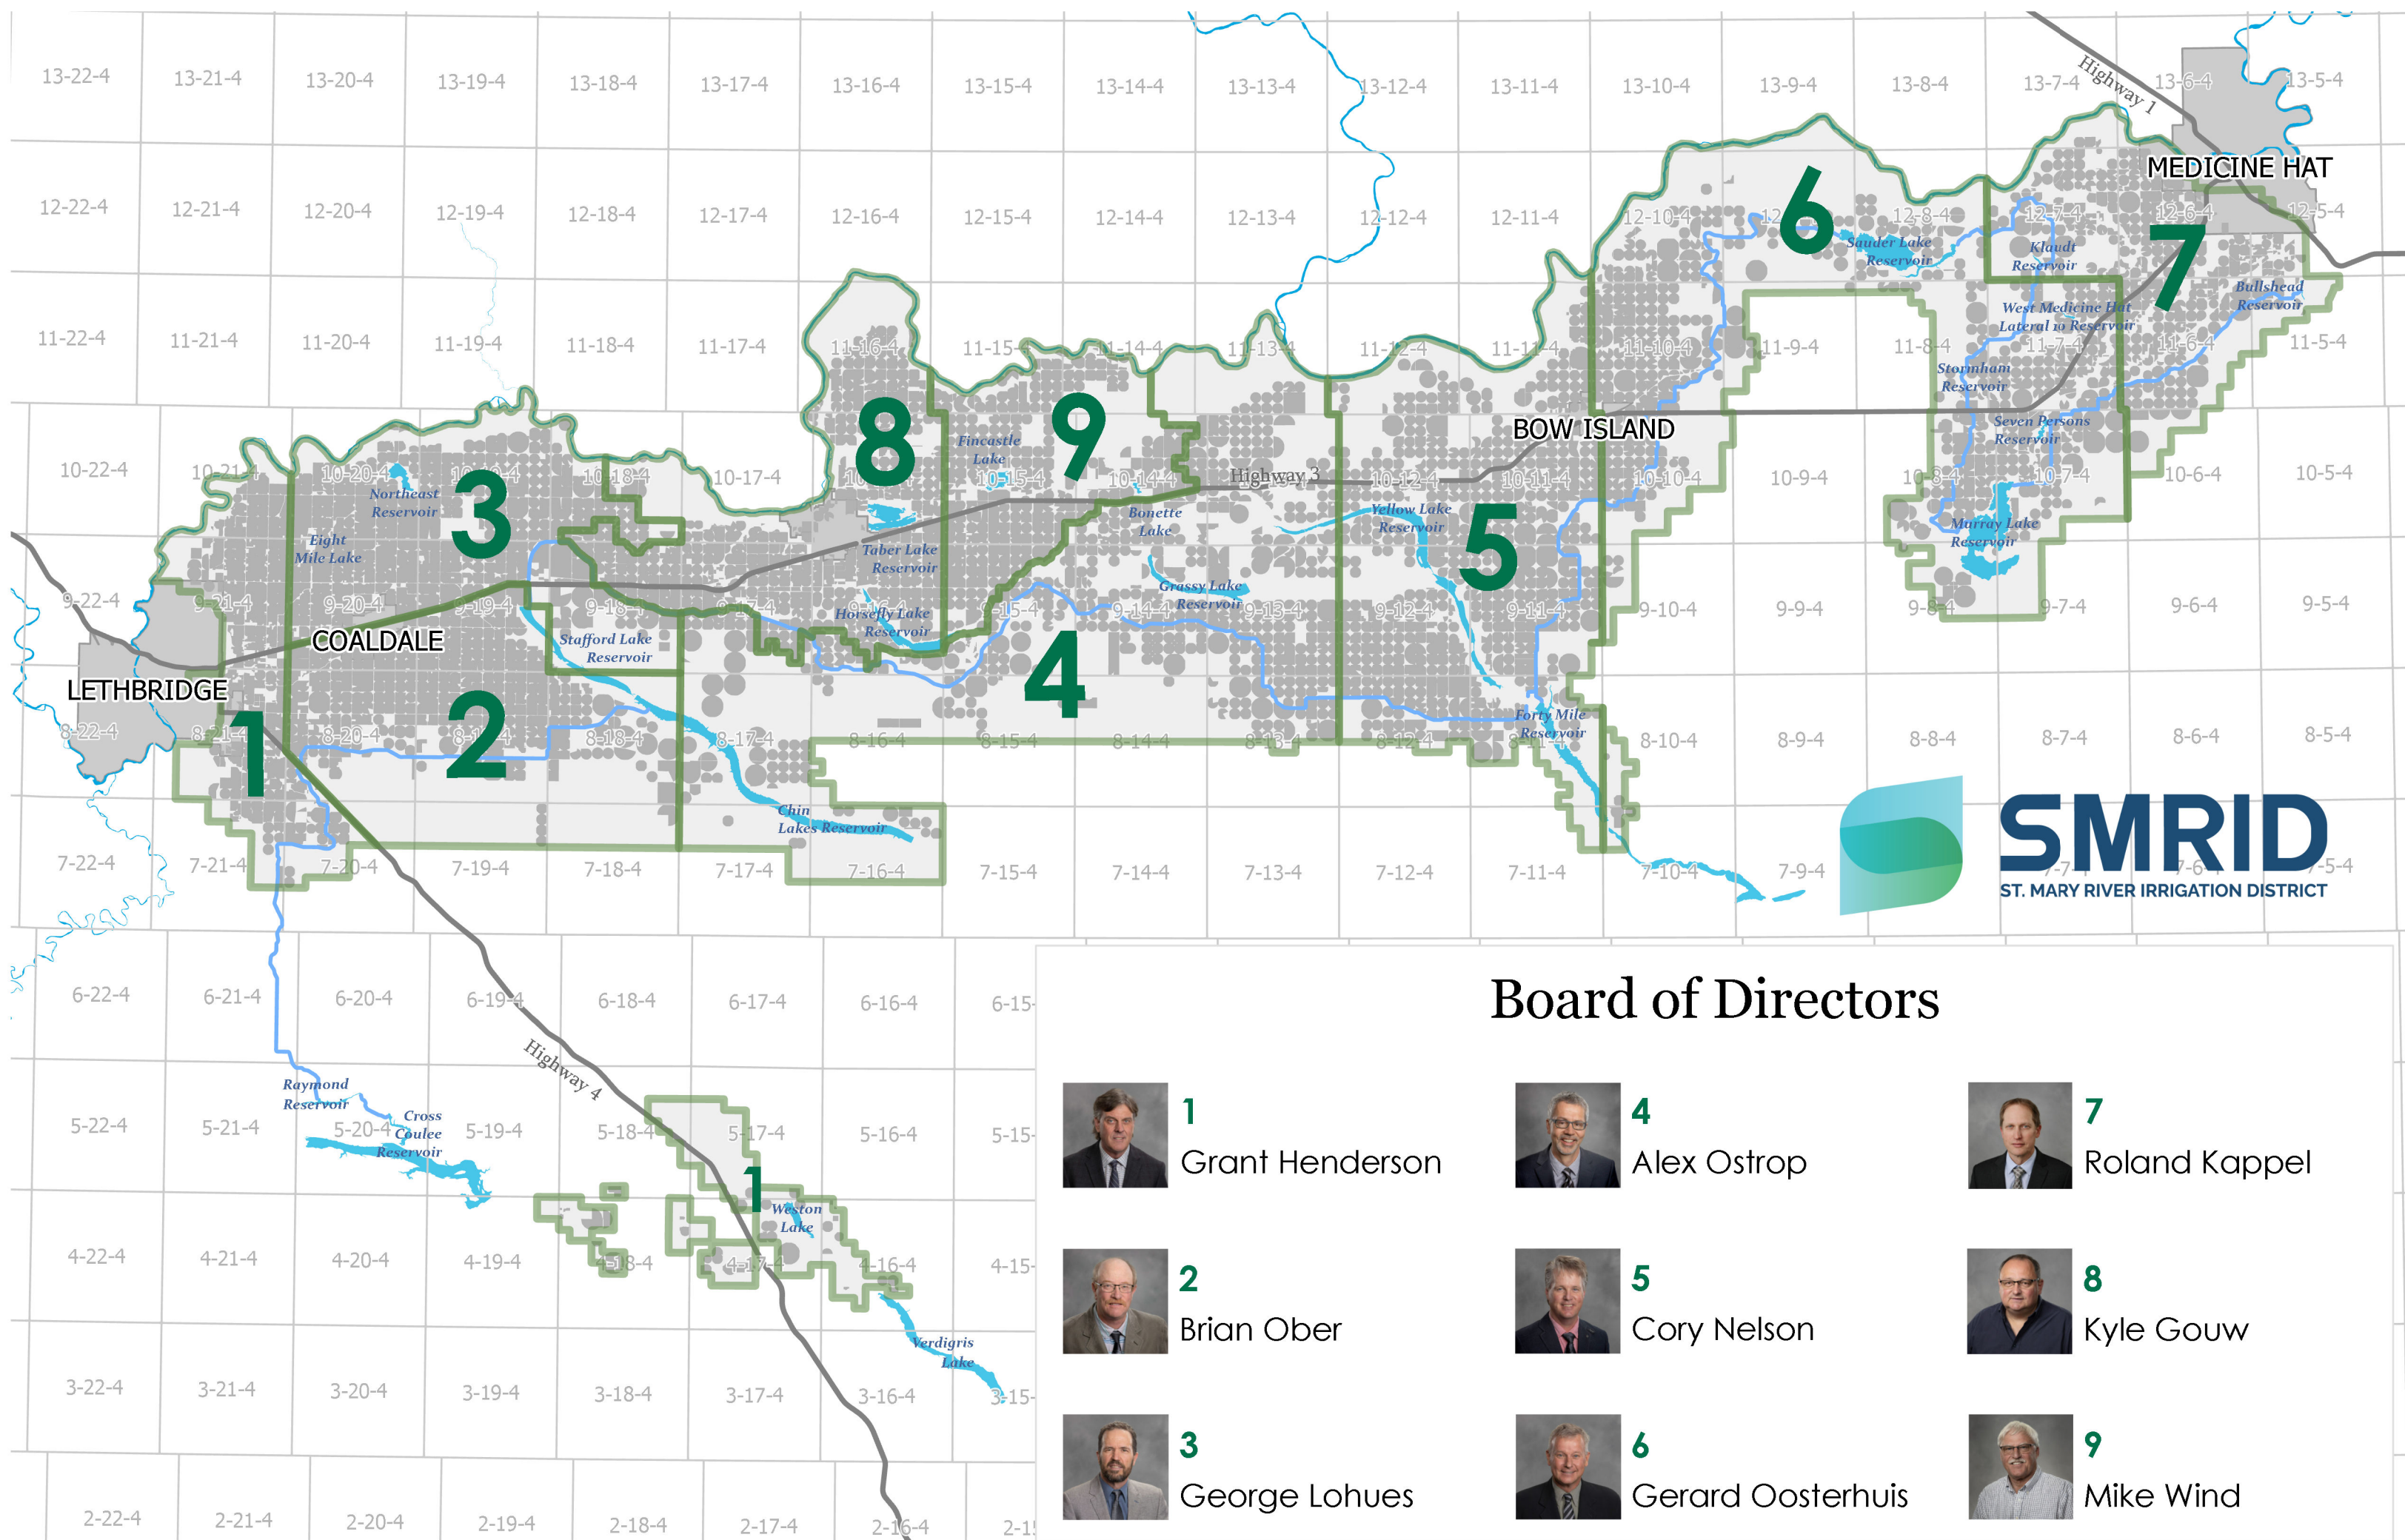 13-22-4 13-21-4 13-20-4 13-19-4 13-18-4 13-17-4 13-16-4 13-15-4 13-14-4 13-13-4 13-12-4 13-11-4 13-10-4 13-9-4 13-8-4 13-7-4 13-6-4 13-5-4
Highway 1
MEDICINE HAT
12-22-4 12-21-4 12-20-4 12-19-4 12-18-4 12-17-4 12-16-4 12-15-4 12-14-4 12-13-4 12-12-4 12-11-4 12-10-4 12-8-4 12-7-4 12-6-4 12-5-4
6
7
Sauder Lake
Reservoir
Klaudt
Reservoir
Bullshead
Reservoir
West Medicine Hat
Lateral 10 Reservoir
11-22-4 11-21-4 11-20-4 11-19-4 11-18-4 11-17-4 11-16-4 11-15-4 11-14-4 11-13-4 11-12-4 11-11-4 11-10-4 11-9-4 11-8-4 11-7-4 11-6-4 11-5-4
Stormham
Reservoir
8
9
BOW ISLAND
Seven Persons
Reservoir
Fincastle
Lake
10-22-4 10-21-4 10-20-4 10-18-4 10-17-4 10-15-4 10-14-4 10-12-4 10-11-4 10-10-4 10-9-4 10-8-4 10-7-4 10-6-4 10-5-4
Highway 3
Northeast
Reservoir
3
Eight
Mile Lake
Taber Lake
Reservoir
Bonette
Lake
Yellow Lake
Reservoir
5
Murray Lake
Reservoir
9-22-4 9-21-4 9-20-4 9-19-4 9-18-4 9-17-4 9-15-4 9-14-4 9-13-4 9-12-4 9-11-4 9-10-4 9-9-4 9-8-4 9-7-4 9-6-4 9-5-4
Grassy Lake
Reservoir
Horsefly Lake
Reservoir
COALDALE
Stafford Lake
Reservoir
4
LETHBRIDGE
1
2
8-22-4 8-21-4 8-20-4 8-18-4 8-17-4 8-16-4 8-15-4 8-14-4 8-13-4 8-12-4 8-11-4 8-10-4 8-9-4 8-8-4 8-7-4 8-6-4 8-5-4
Forty Mile
Reservoir
Chin
Lakes Reservoir
SMRID
ST. MARY RIVER IRRIGATION DISTRICT
7-22-4 7-21-4 7-20-4 7-19-4 7-18-4 7-17-4 7-16-4 7-15-4 7-14-4 7-13-4 7-12-4 7-11-4 7-10-4 7-9-4
6-22-4 6-21-4 6-20-4 6-19-4 6-18-4 6-17-4 6-16-4 6-15-
Highway 4
Raymond
Reservoir
Cross
Coulee
Reservoir
5-22-4 5-21-4 5-20-4 5-19-4 5-18-4 5-17-4 5-16-4 5-15-
1
Weston
Lake
4-22-4 4-21-4 4-20-4 4-19-4 4-18-4 4-17-4 4-16-4 4-15-
Verdigris
Lake
3-22-4 3-21-4 3-20-4 3-19-4 3-18-4 3-17-4 3-16-4 3-15-
2-22-4 2-21-4 2-20-4 2-19-4 2-18-4 2-17-4 2-16-4
Board of Directors
1
Grant Henderson
2
Brian Ober
3
George Lohues
4
Alex Ostrop
5
Cory Nelson
6
Gerard Oosterhuis
7
Roland Kappel
8
Kyle Gouw
9
Mike Wind